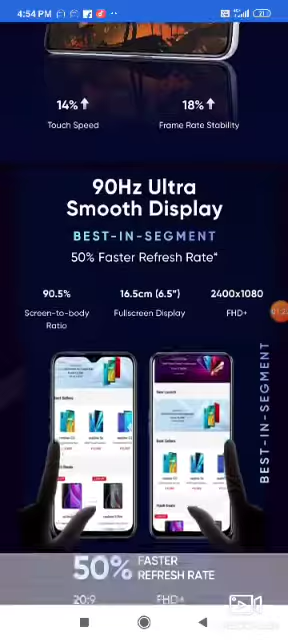 4:54 PM
14% 18%
Touch Speed Frame Rate Stability
90Hz Ultra
Smooth Display
BEST-IN-SEGMENT
50% Faster Refresh Rate*
90.5% 16.5cm (6.5") 2400x1080
Screen-to-body Fullscreen Display FHD+
Ratio
BEST-IN-SEGMENT
Best Sellers
50% FASTER
REFRESH RATE
20:9 FHD+